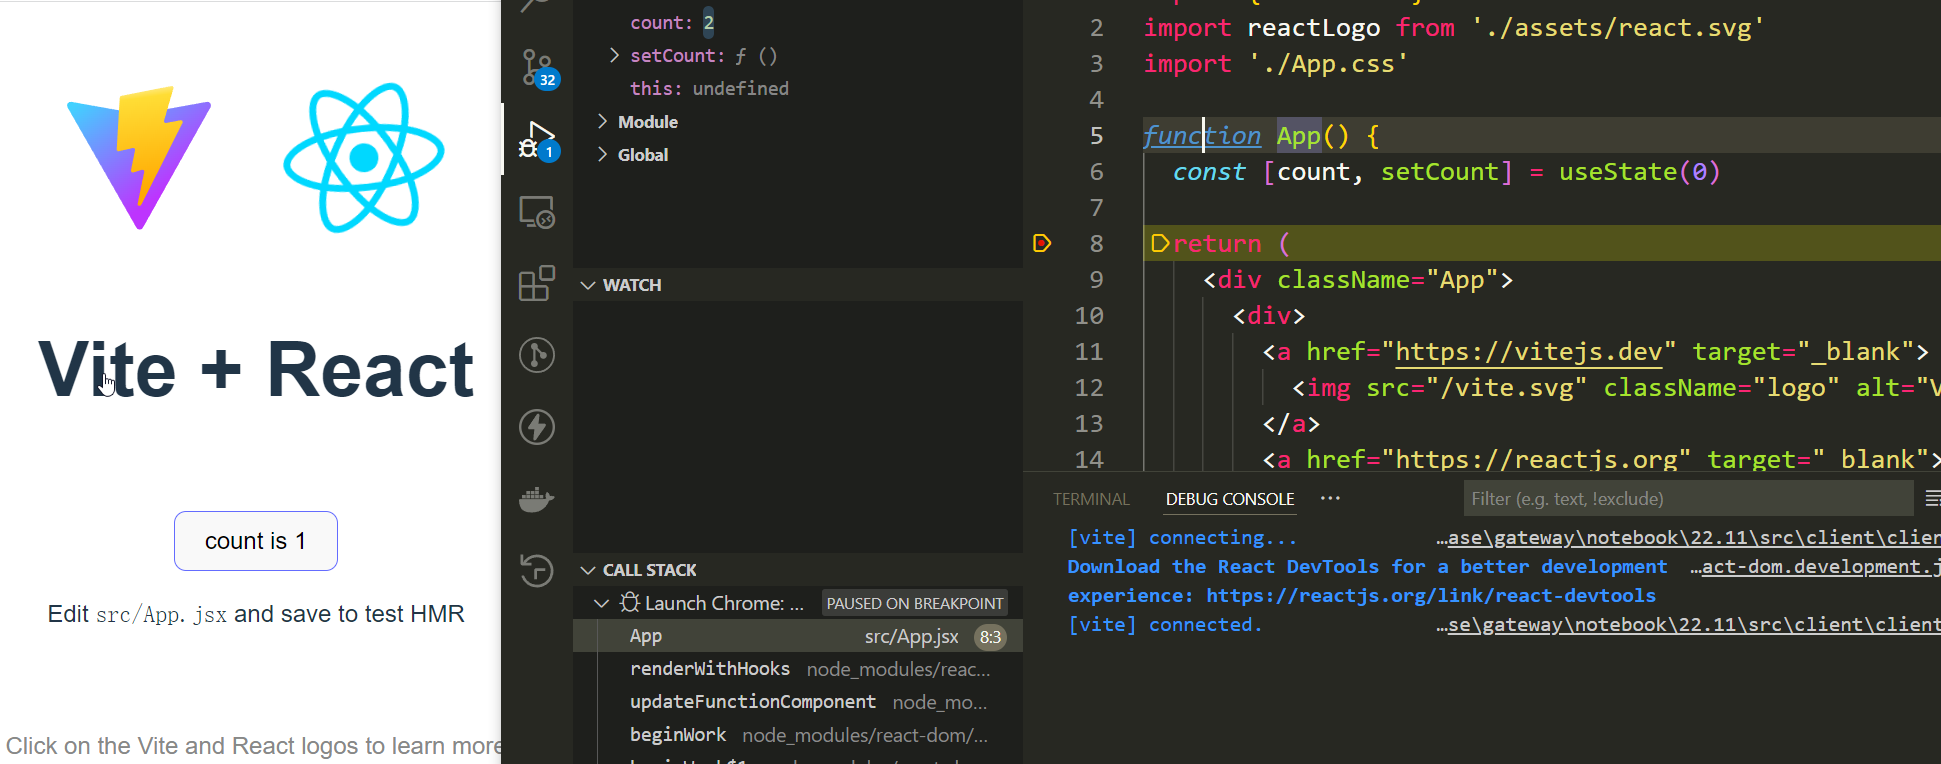 Vite + React
count is 1
Edit src/App.jsx and save to test HMR
Click on the Vite and React logos to learn more
32
1
count: 2
setCount: ƒ ()
this: undefined
Module
Global
WATCH
CALL STACK
Launch Chrome: ... PAUSED ON BREAKPOINT
App src/App.jsx 8:3
renderWithHooks node_modules/reac...
updateFunctionComponent node_mo...
beginWork node_modules/react-dom/...
2 import reactLogo from './assets/react.svg'
3 import './App.css'
4
5 function App() {
6 const [count, setCount] = useState(0)
7
8 return (
9 <div className="App">
10 <div>
11 <a href="https://vitejs.dev" target="_blank">
12 <img src="/vite.svg" className="logo" alt="V
13 </a>
14 <a href="https://reactjs.org" target="_blank">
TERMINAL DEBUG CONSOLE ...
Filter (e.g. text, !exclude)
[vite] connecting... …ase\gateway\notebook\22.11\src\client\clien
Download the React DevTools for a better development …act-dom.development.j
experience: https://reactjs.org/link/react-devtools
[vite] connected. …se\gateway\notebook\22.11\src\client\client